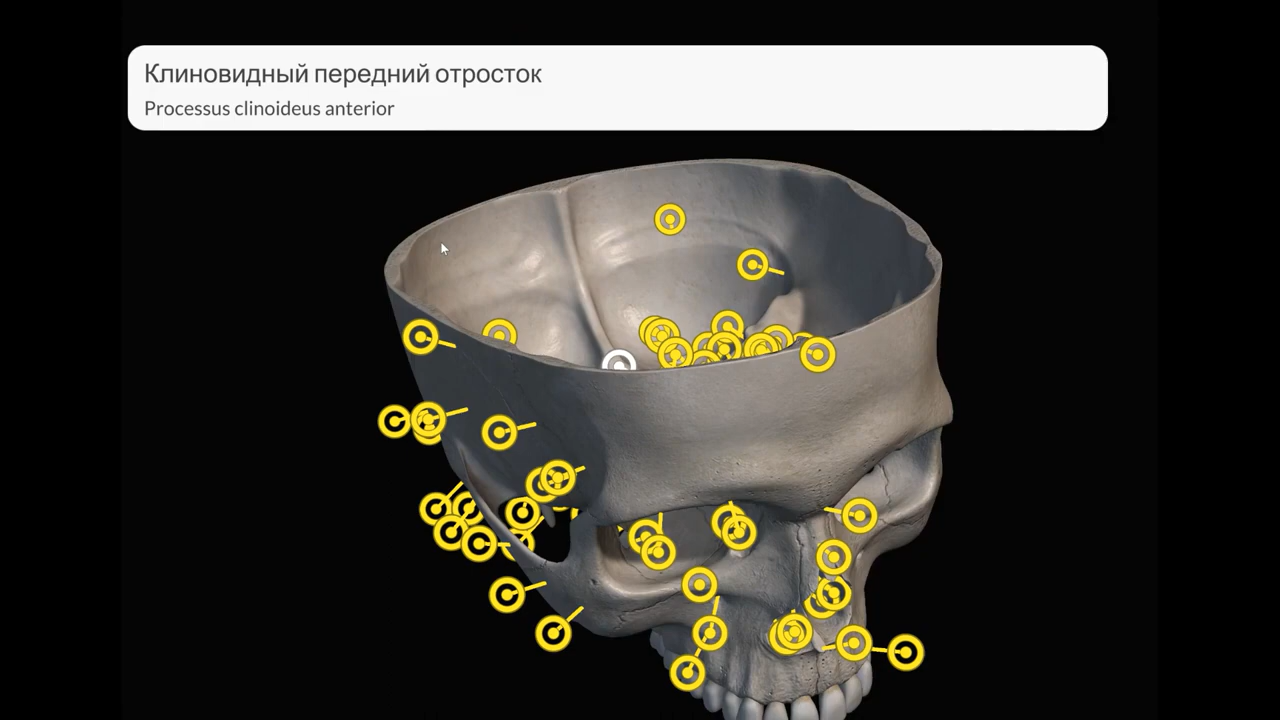 Клиновидный передний отросток
Processus clinoideus anterior